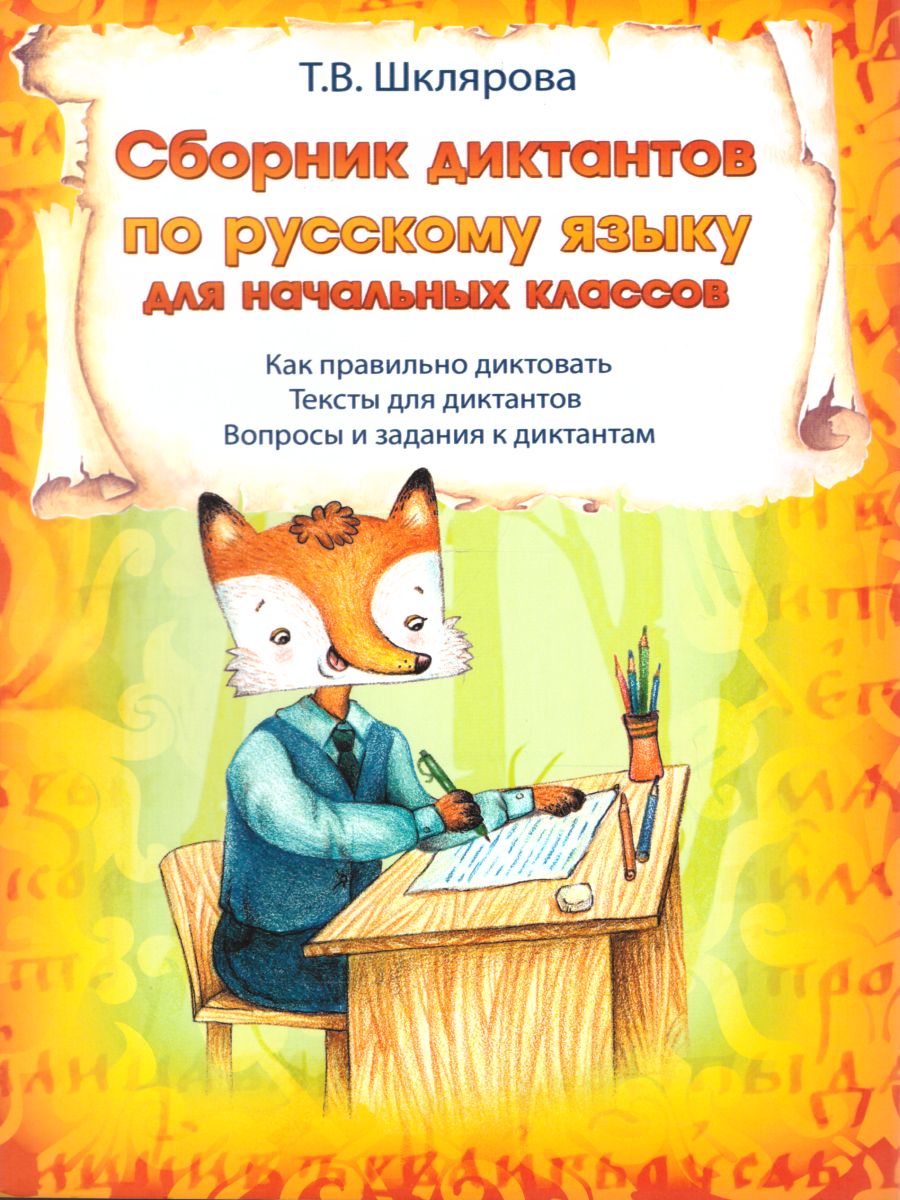 Т.В. Шклярова
Сборник диктантов
по русскому языку
для начальных классов
Как правильно диктовать
Тексты для диктантов
Вопросы и задания к диктантам